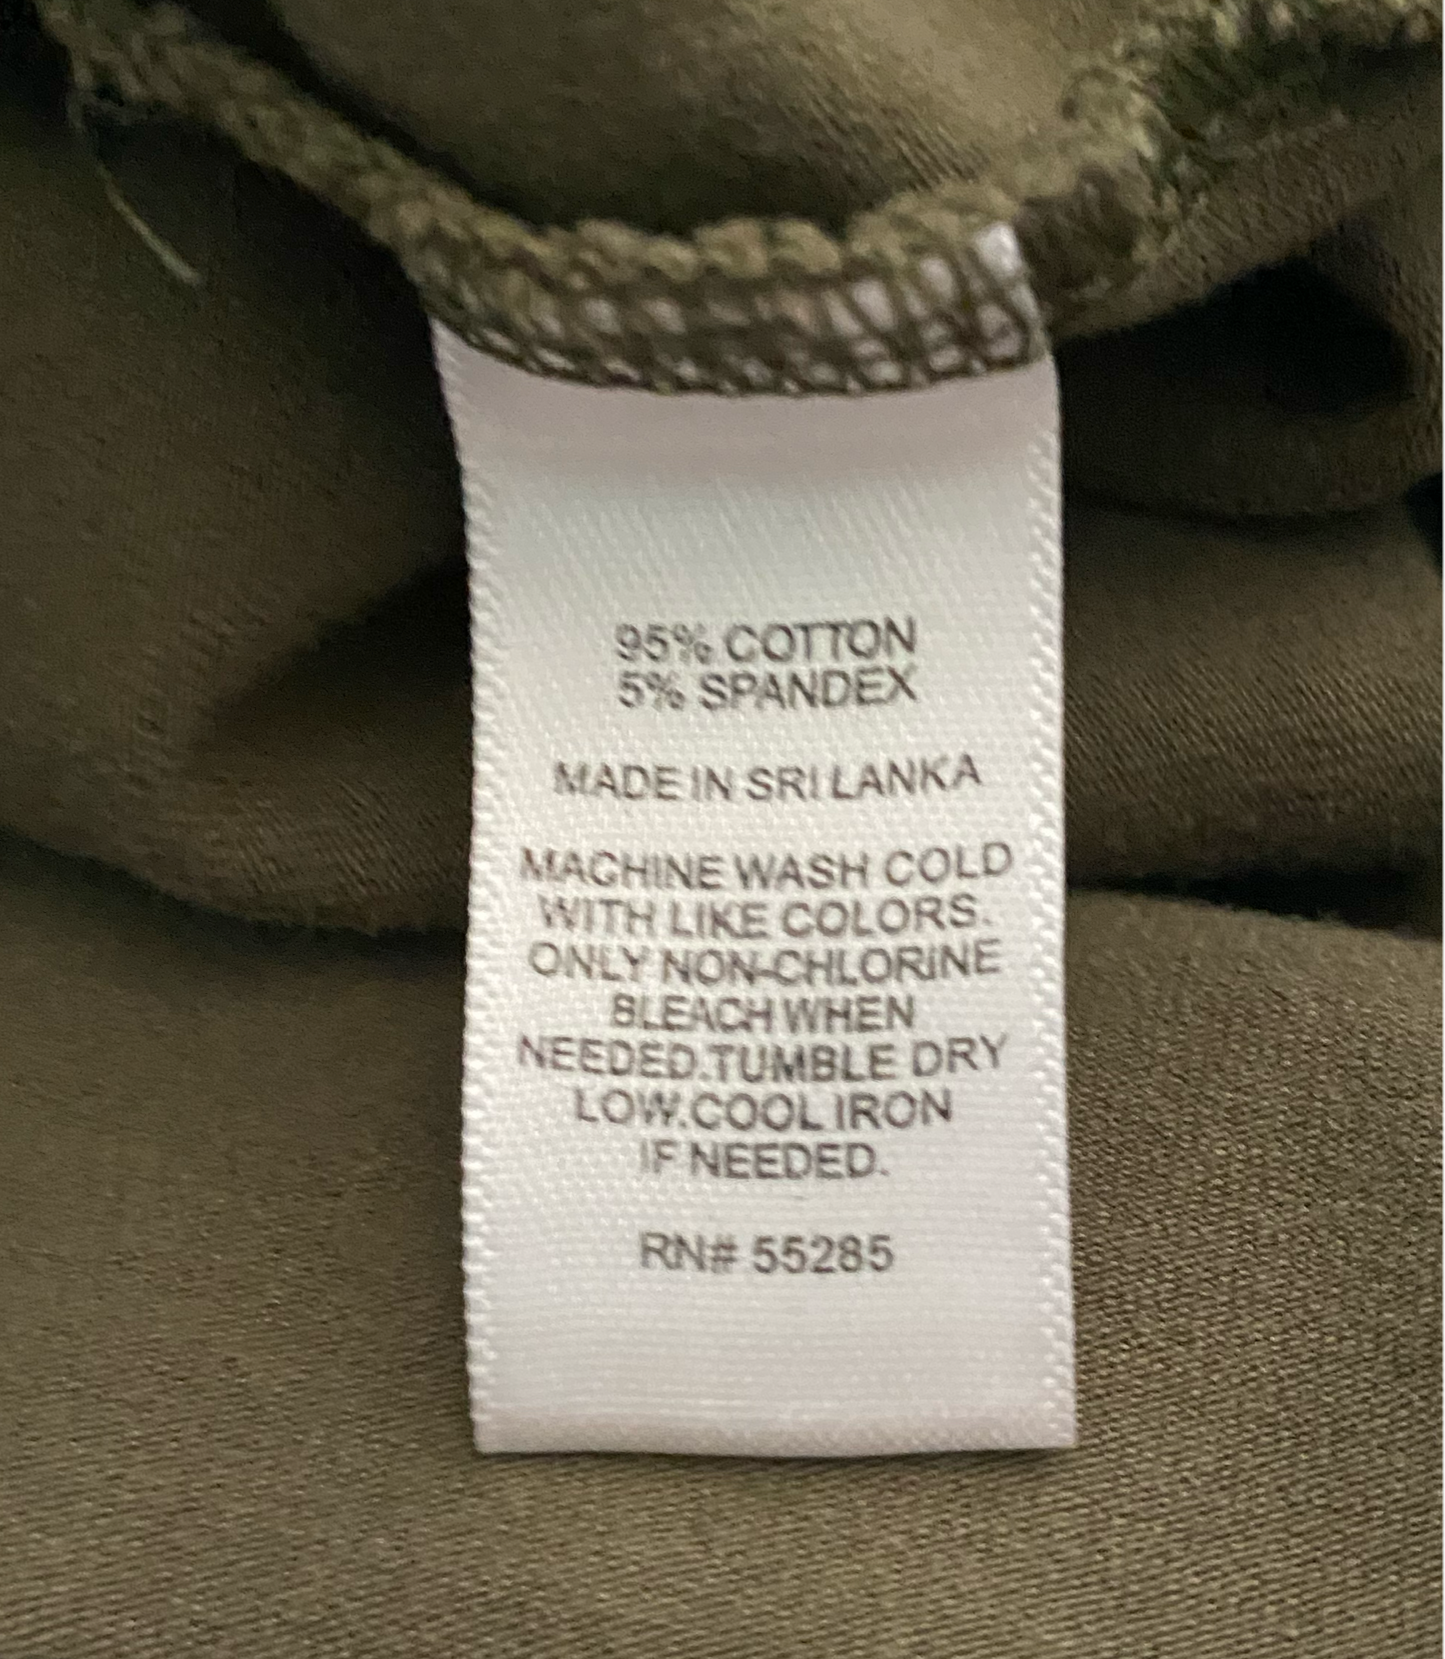 95% COTTON
5% SPANDEX
MADE IN SRI LANKA
MACHINE WASH COLD
WITH LIKE COLORS.
ONLY NON-CHLORINE
BLEACH WHEN
NEEDED.TUMBLE DRY
LOW.COOL IRON
IF NEEDED.
RN# 55285